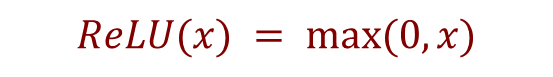 ReLU(x) = max(0, x)